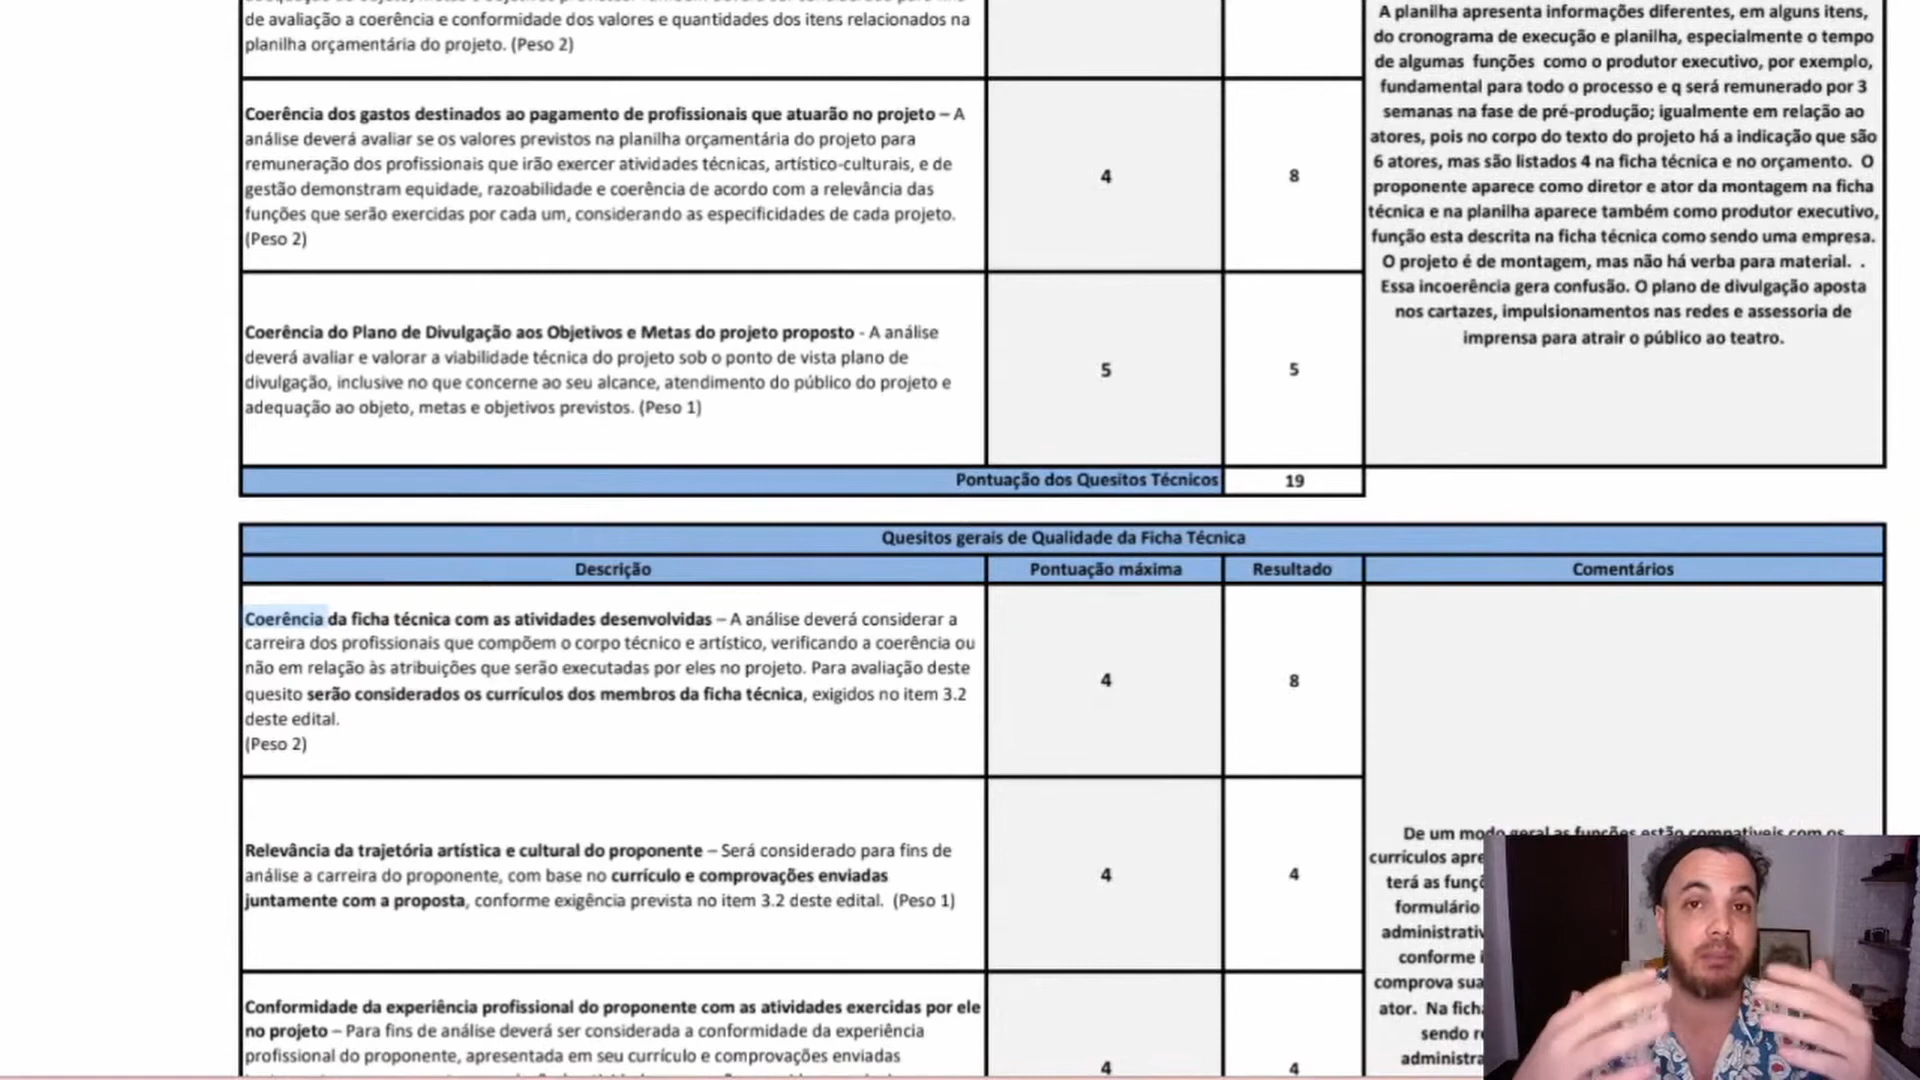 de avaliação a coerência e conformidade dos valores e quantidades dos itens relacionados na
planilha orçamentária do projeto. (Peso 2)
Coerência dos gastos destinados ao pagamento de profissionais que atuarão no projeto – A
análise deverá avaliar se os valores previstos na planilha orçamentária do projeto para
remuneração dos profissionais que irão exercer atividades técnicas, artístico-culturais, e de
gestão demonstram equidade, razoabilidade e coerência de acordo com a relevância das
funções que serão exercidas por cada um, considerando as especificidades de cada projeto.
(Peso 2)
4
8
Coerência do Plano de Divulgação aos Objetivos e Metas do projeto proposto - A análise
deverá avaliar e valorar a viabilidade técnica do projeto sob o ponto de vista plano de
divulgação, inclusive no que concerne ao seu alcance, atendimento do público do projeto e
adequação ao objeto, metas e objetivos previstos. (Peso 1)
5
5
A planilha apresenta informações diferentes, em alguns itens,
do cronograma de execução e planilha, especialmente o tempo
de algumas funções como o produtor executivo, por exemplo,
fundamental para todo o processo e q será remunerado por 3
semanas na fase de pré-produção; igualmente em relação ao
atores, pois no corpo do texto do projeto há a indicação que são
6 atores, mas são listados 4 na ficha técnica e no orçamento. O
proponente aparece como diretor e ator da montagem na ficha
técnica e na planilha aparece também como produtor executivo,
função esta descrita na ficha técnica como sendo uma empresa.
O projeto é de montagem, mas não há verba para material. .
Essa incoerência gera confusão. O plano de divulgação aposta
nos cartazes, impulsionamentos nas redes e assessoria de
imprensa para atrair o público ao teatro.
Pontuação dos Quesitos Técnicos
19
Quesitos gerais de Qualidade da Ficha Técnica
Descrição
Pontuação máxima
Resultado
Comentários
Coerência da ficha técnica com as atividades desenvolvidas – A análise deverá considerar a
carreira dos profissionais que compõem o corpo técnico e artístico, verificando a coerência ou
não em relação às atribuições que serão executadas por eles no projeto. Para avaliação deste
quesito serão considerados os currículos dos membros da ficha técnica, exigidos no item 3.2
deste edital.
(Peso 2)
4
8
Relevância da trajetória artística e cultural do proponente – Será considerado para fins de
análise a carreira do proponente, com base no currículo e comprovações enviadas
juntamente com a proposta, conforme exigência prevista no item 3.2 deste edital. (Peso 1)
4
4
Conformidade da experiência profissional do proponente com as atividades exercidas por ele
no projeto – Para fins de análise deverá ser considerada a conformidade da experiência
profissional do proponente, apresentada em seu currículo e comprovações enviadas
4
4
De um modo geral as funções estão compatíveis com os
currículos
terá as
formulário
conforme
comprova sua
ator. Na
sendo